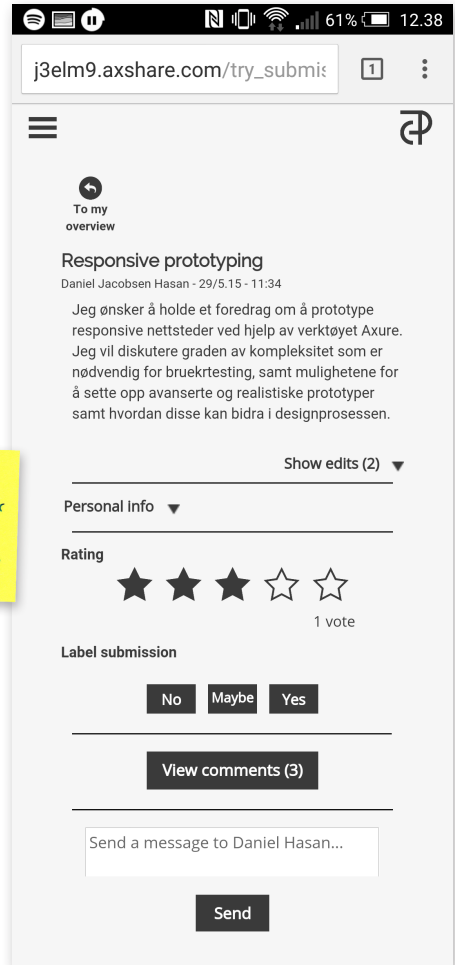 61% 12.38
j3elm9.axshare.com/try_submis
1
To my
overview
Responsive prototyping
Daniel Jacobsen Hasan - 29/5.15 - 11:34
Jeg ønsker å holde et foredrag om å prototype
responsive nettsteder ved hjelp av verktøyet Axure.
Jeg vil diskutere graden av kompleksitet som er
nødvendig for bruekrtesting, samt mulighetene for
å sette opp avanserte og realistiske prototyper
samt hvordan disse kan bidra i designprosessen.
Show edits (2)
Personal info
Rating
1 vote
Label submission
No Maybe Yes
View comments (3)
Send a message to Daniel Hasan...
Send